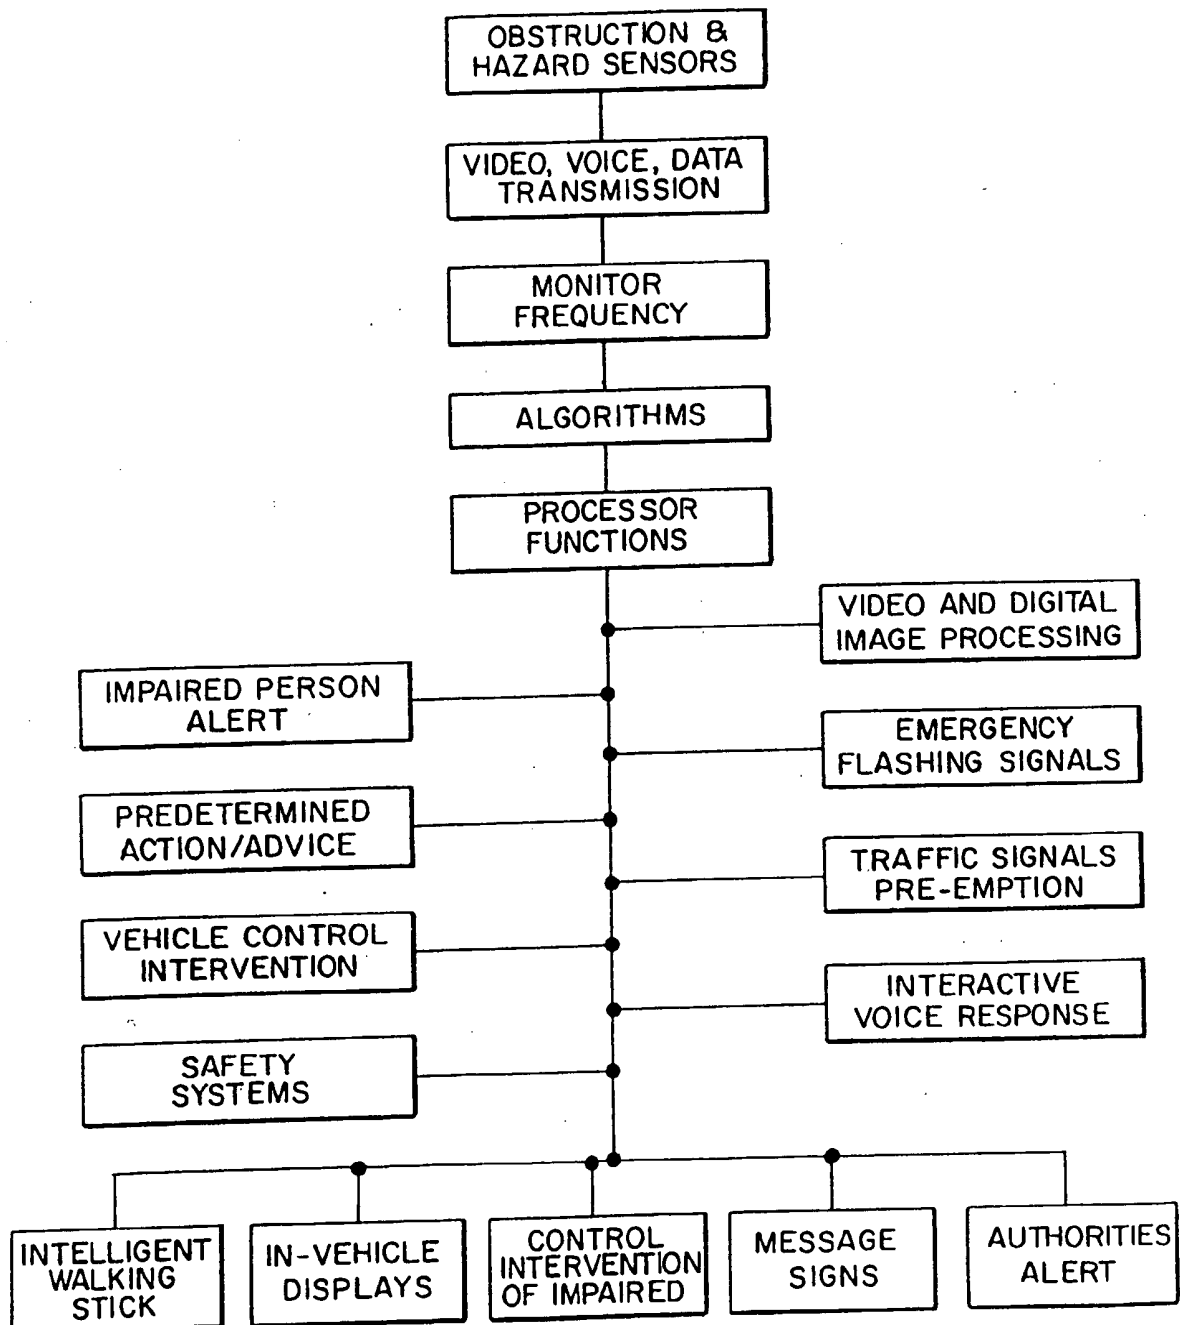 OBSTRUCTION &
HAZARD SENSORS
VIDEO, VOICE, DATA
TRANSMISSION
MONITOR
FREQUENCY
ALGORITHMS
PROCESSOR
FUNCTIONS
VIDEO AND DIGITAL
IMAGE PROCESSING
IMPAIRED PERSON
ALERT
EMERGENCY
FLASHING SIGNALS
PREDETERMINED
ACTION/ADVICE
TRAFFIC SIGNALS
PRE-EMPTION
VEHICLE CONTROL
INTERVENTION
INTERACTIVE
VOICE RESPONSE
SAFETY
SYSTEMS
INTELLIGENT
WALKING
STICK
IN-VEHICLE
DISPLAYS
CONTROL
INTERVENTION
OF IMPAIRED
MESSAGE
SIGNS
AUTHORITIES
ALERT